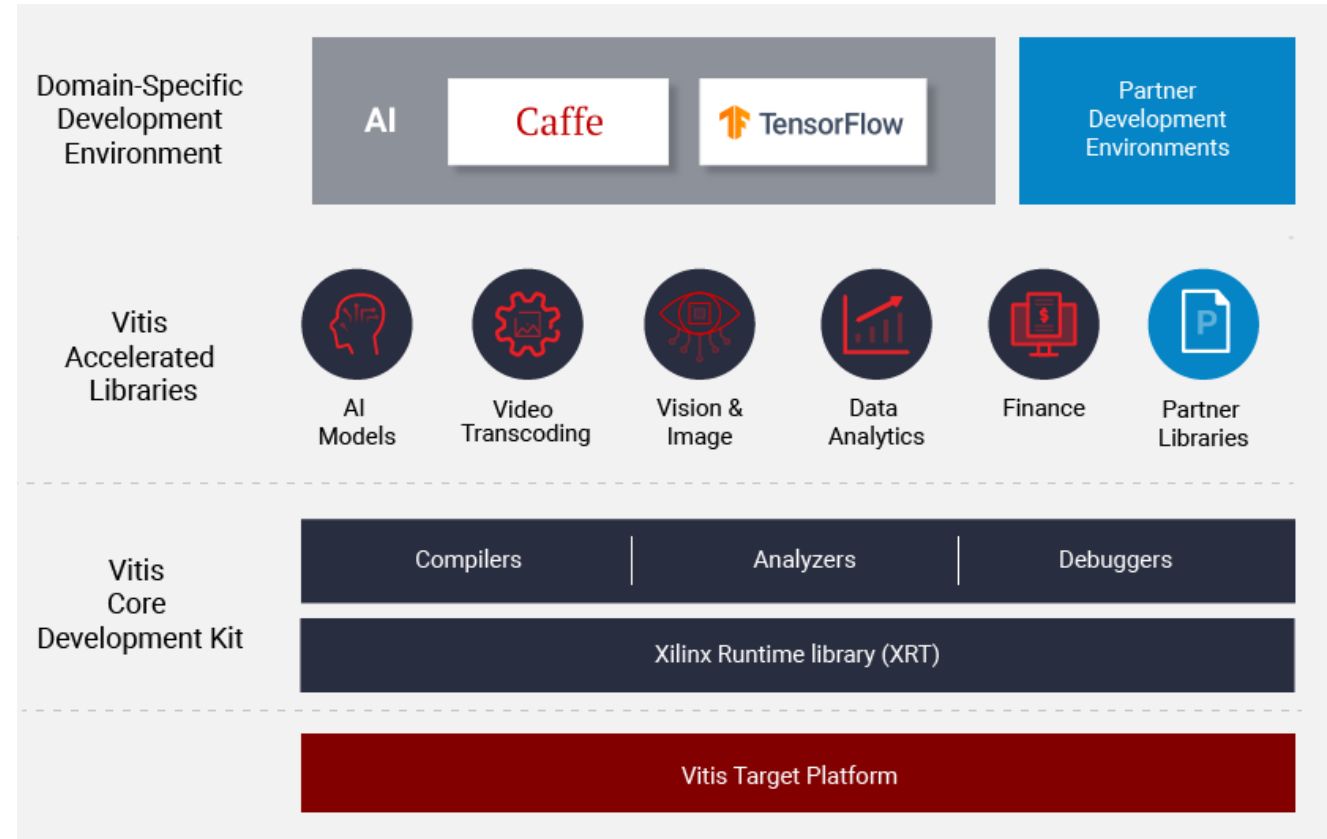 Domain-Specific
Development
Environment
AI
Caffe
TensorFlow
Partner
Development
Environments
Vitis
Accelerated
Libraries
AI
Models
Video
Transcoding
Vision &
Image
Data
Analytics
$
Finance
P
Partner
Libraries
Vitis
Core
Development Kit
Compilers
Analyzers
Debuggers
Xilinx Runtime library (XRT)
Vitis Target Platform